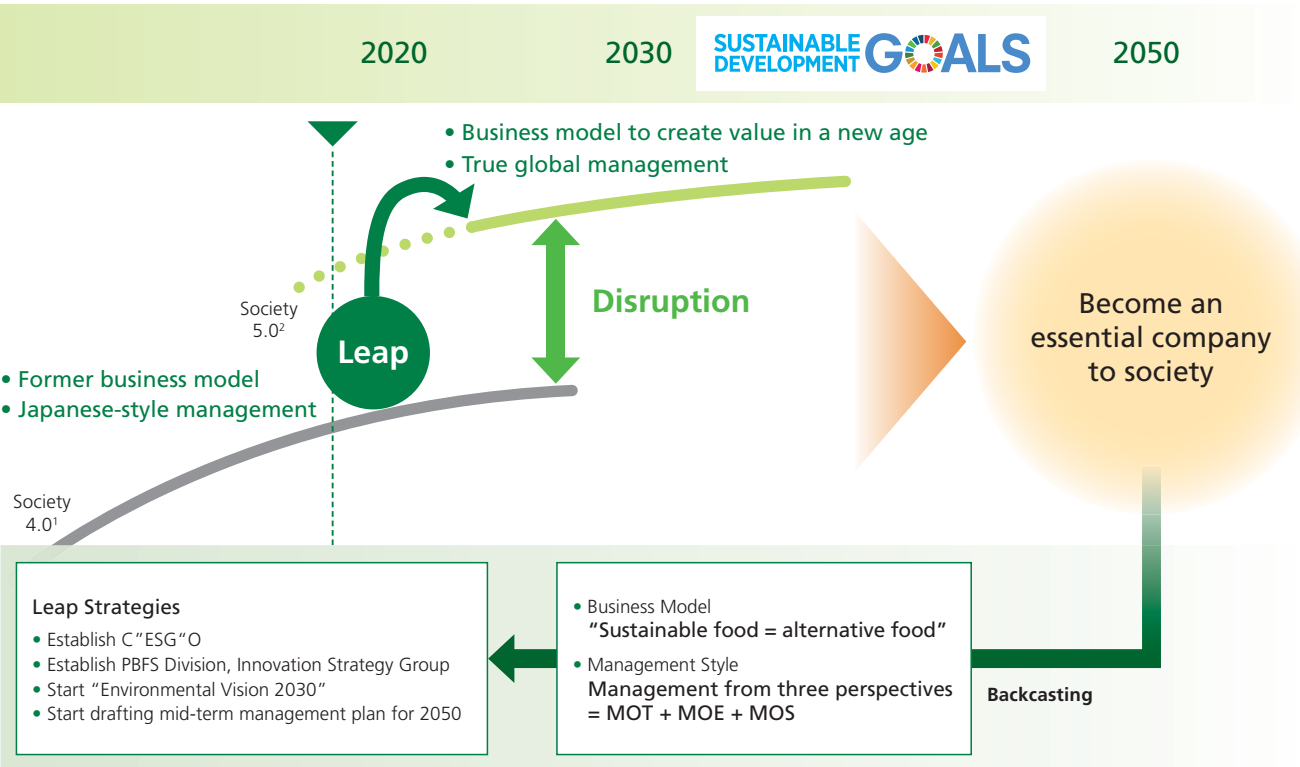 2020
2030
SUSTAINABLE
DEVELOPMENT
GOALS
2050
• Business model to create value in a new age
• True global management
Society
5.0²
Leap
Disruption
Become an
essential company
to society
• Former business model
• Japanese-style management
Society
4.0¹
Leap Strategies
• Establish C”ESG“O
• Establish PBFS Division, Innovation Strategy Group
• Start “Environmental Vision 2030”
• Start drafting mid-term management plan for 2050
• Business Model
“Sustainable food = alternative food”
• Management Style
Management from three perspectives
= MOT + MOE + MOS
Backcasting